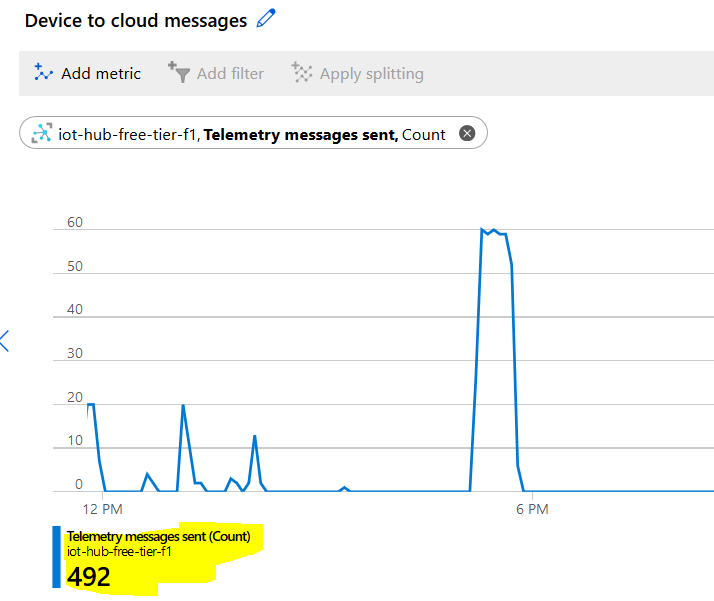 Device to cloud messages
Add metric Add filter Apply splitting
iot-hub-free-tier-f1, Telemetry messages sent, Count
60
50
40
30
20
10
0
12 PM 6 PM
Telemetry messages sent (Count)
iot-hub-free-tier-f1
492